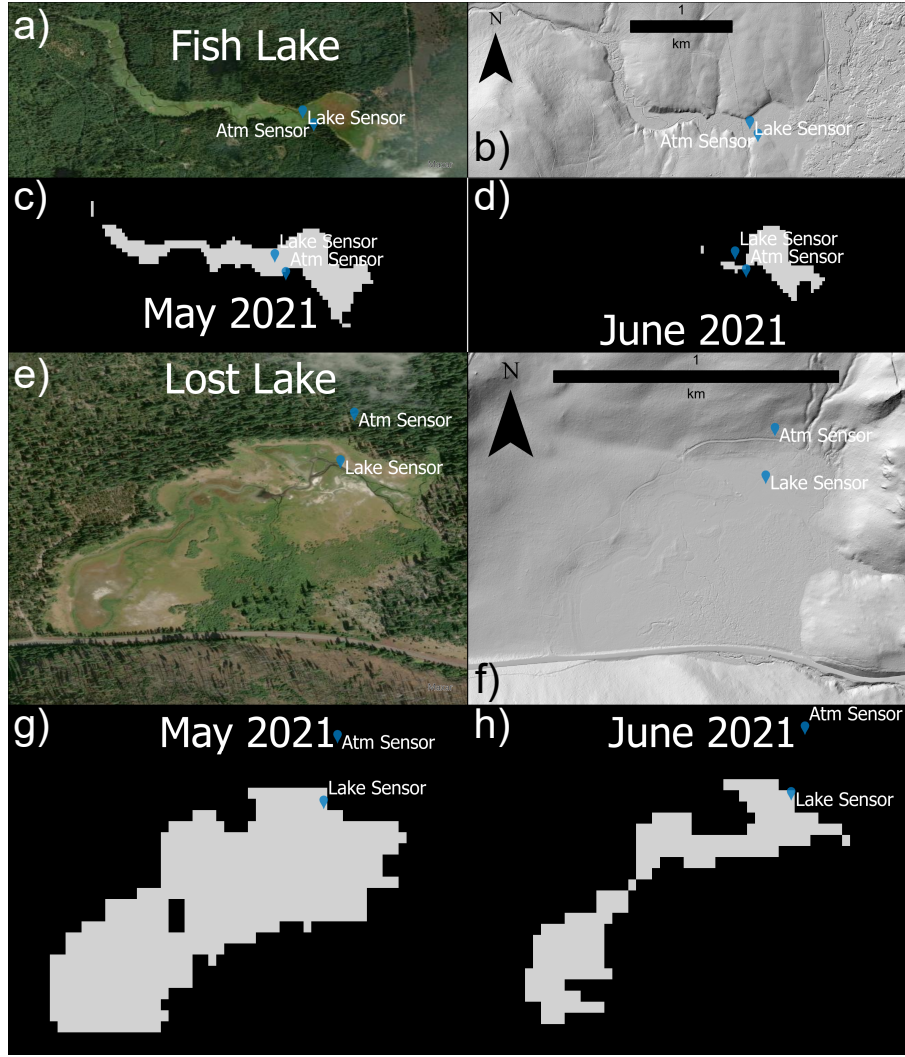 a)
Fish Lake
Lake Sensor
Atm Sensor
1
N
km
b)
Lake Sensor
Atm Sensor
c)
Lake Sensor
Atm Sensor
May 2021
d)
Lake Sensor
Atm Sensor
June 2021
e)
Lost Lake
Atm Sensor
Lake Sensor
1
N
km
Atm Sensor
Lake Sensor
f)
g)
May 2021
Atm Sensor
Lake Sensor
h)
June 2021
Atm Sensor
Lake Sensor